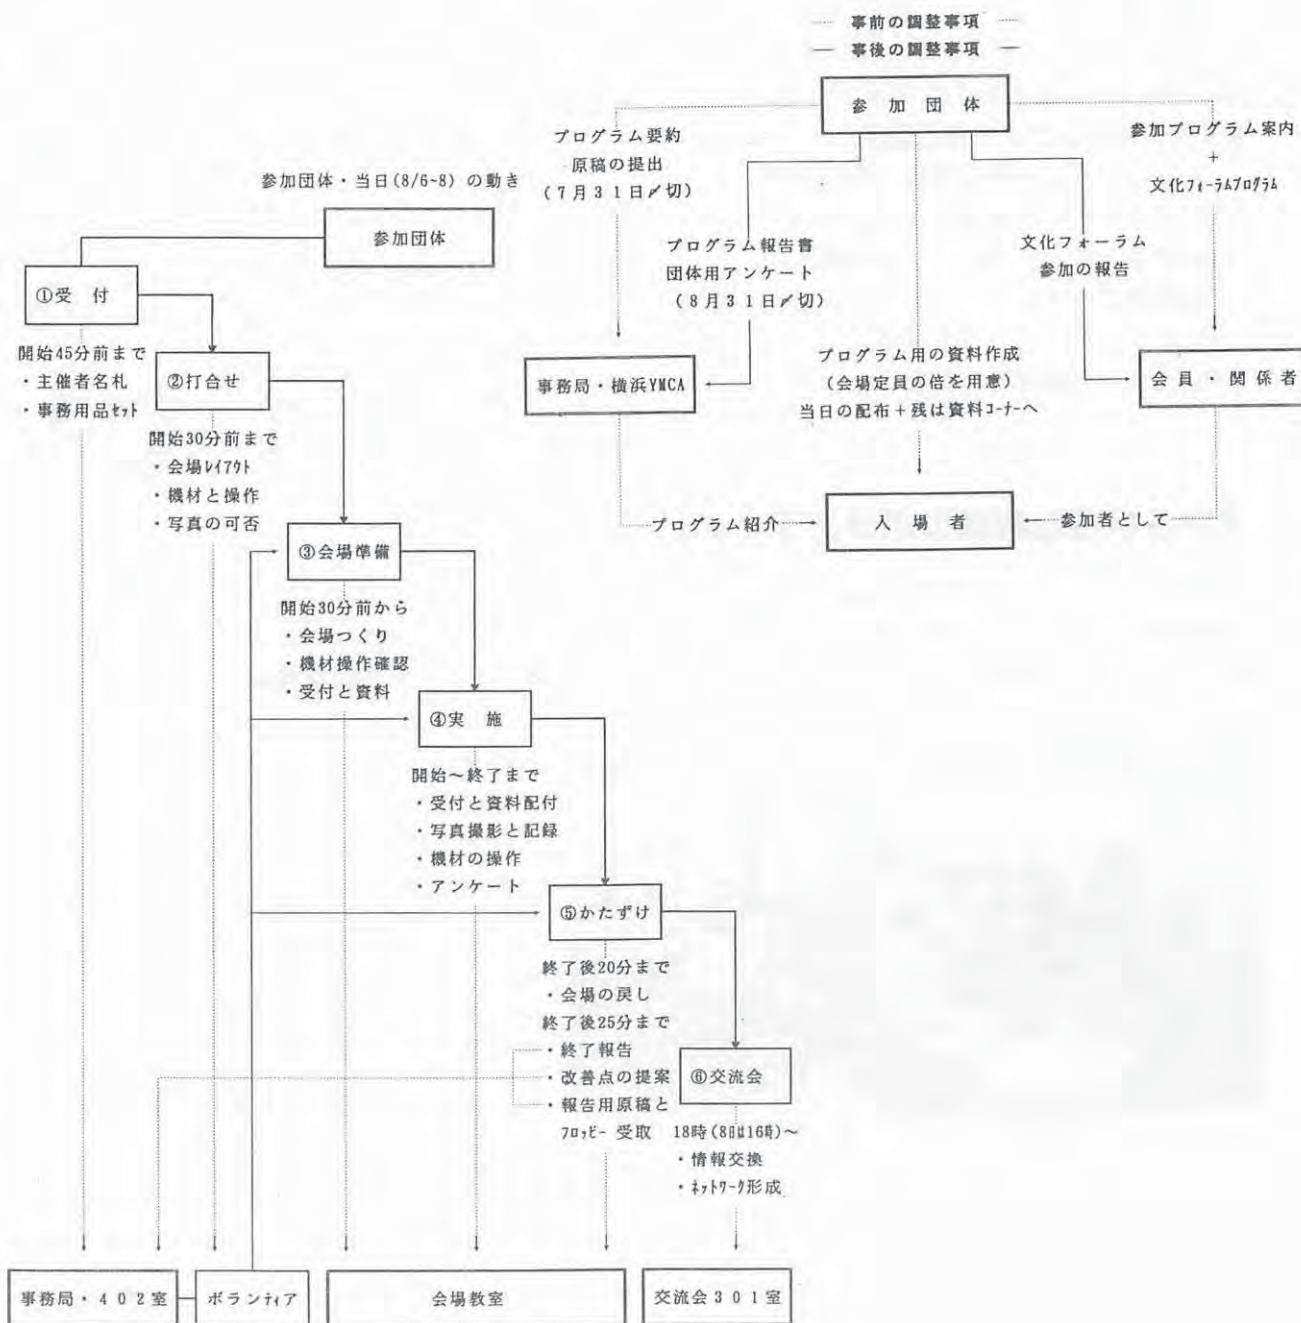 事前の調整事項
事後の調整事項
参加団体
プログラム要約
原稿の提出
(7月31日〆切)
参加プログラム案内
+
文化フォーラムプログラム
プログラム報告書
団体用アンケート
(8月31日〆切)
文化フォーラム
参加の報告
事務局・横浜YMCA
プログラム用の資料作成
(会場定員の倍を用意)
当日の配布+残は資料コーナーへ
会員・関係者
プログラム紹介
入場者
参加者として
参加団体・当日(8/6~8)の動き
参加団体
①受付
開始45分前まで
・主催者名札
・事務用品セット
②打合せ
開始30分前まで
・会場レイアウト
・機材と操作
・写真の可否
③会場準備
開始30分前から
・会場つくり
・機材操作確認
・受付と資料
④実施
開始～終了まで
・受付と資料配付
・写真撮影と記録
・機材の操作
・アンケート
⑤かたずけ
終了後20分まで
・会場の戻し
終了後25分まで
・終了報告
・改善点の提案
・報告用原稿と
フロッピー受取
⑥交流会
18時(8日は16時)～
・情報交換
・ネットワーク形成
事務局・402室
ボランティア
会場教室
交流会301室